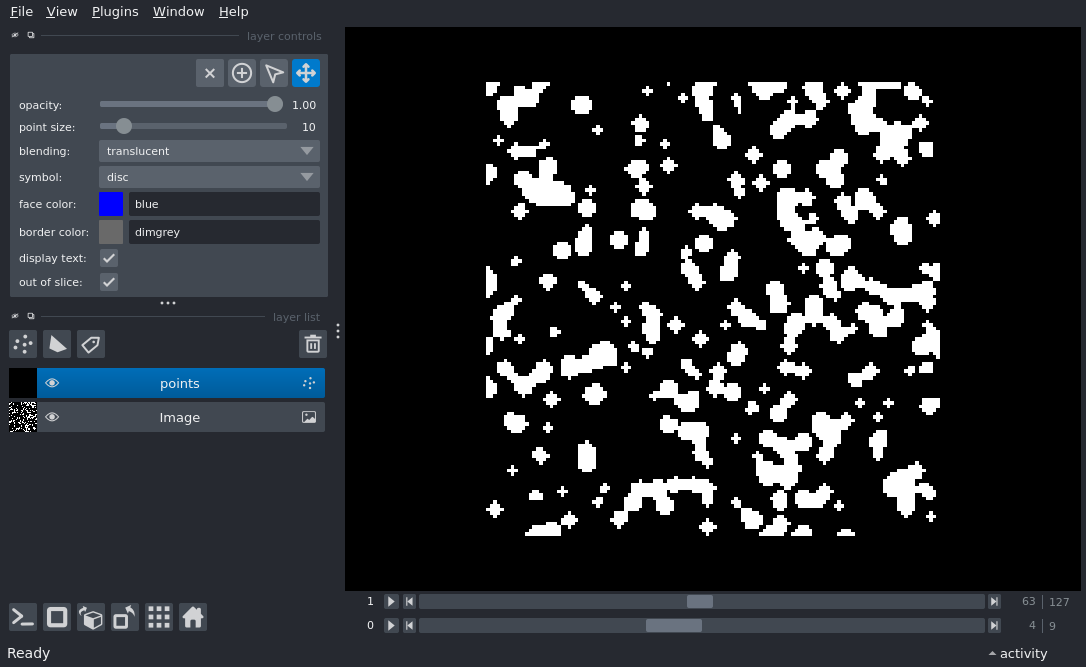 File View Plugins Window Help
layer controls
opacity: 1.00
point size: 10
blending: translucent
symbol: disc
face color: blue
border color: dimgrey
display text:
out of slice:
layer list
points
Image
1 63 127
0 4 9
Ready activity